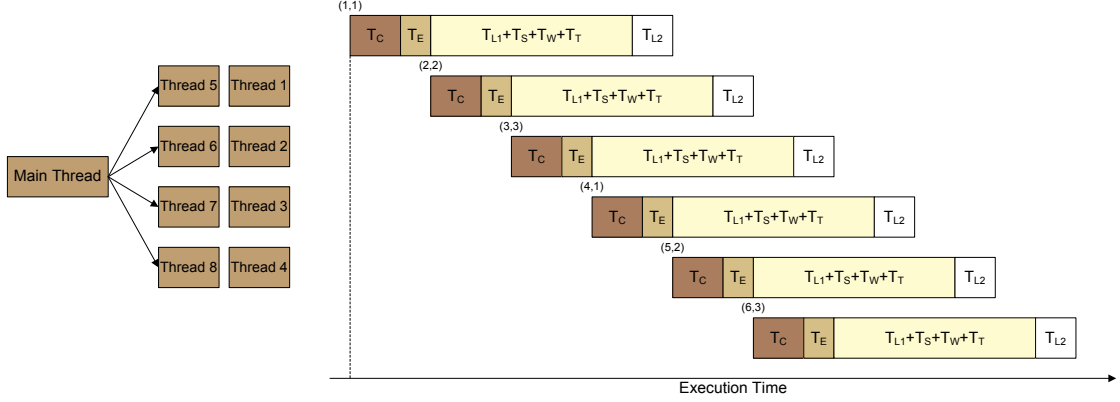 Main Thread
Thread 5 Thread 1
Thread 6 Thread 2
Thread 7 Thread 3
Thread 8 Thread 4
(1,1)
TC TE TL1+TS+TW+TT TL2
(2,2)
TC TE TL1+TS+TW+TT TL2
(3,3)
TC TE TL1+TS+TW+TT TL2
(4,1)
TC TE TL1+TS+TW+TT TL2
(5,2)
TC TE TL1+TS+TW+TT TL2
(6,3)
TC TE TL1+TS+TW+TT TL2
Execution Time